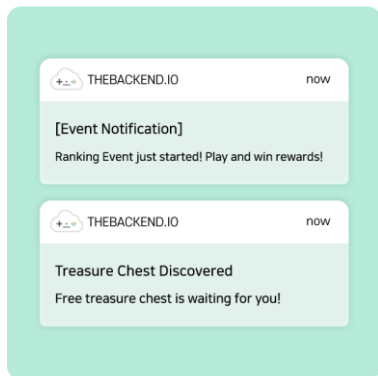 THEBACKEND.IO now
[Event Notification]
Ranking Event just started! Play and win rewards!
THEBACKEND.IO now
Treasure Chest Discovered
Free treasure chest is waiting for you!